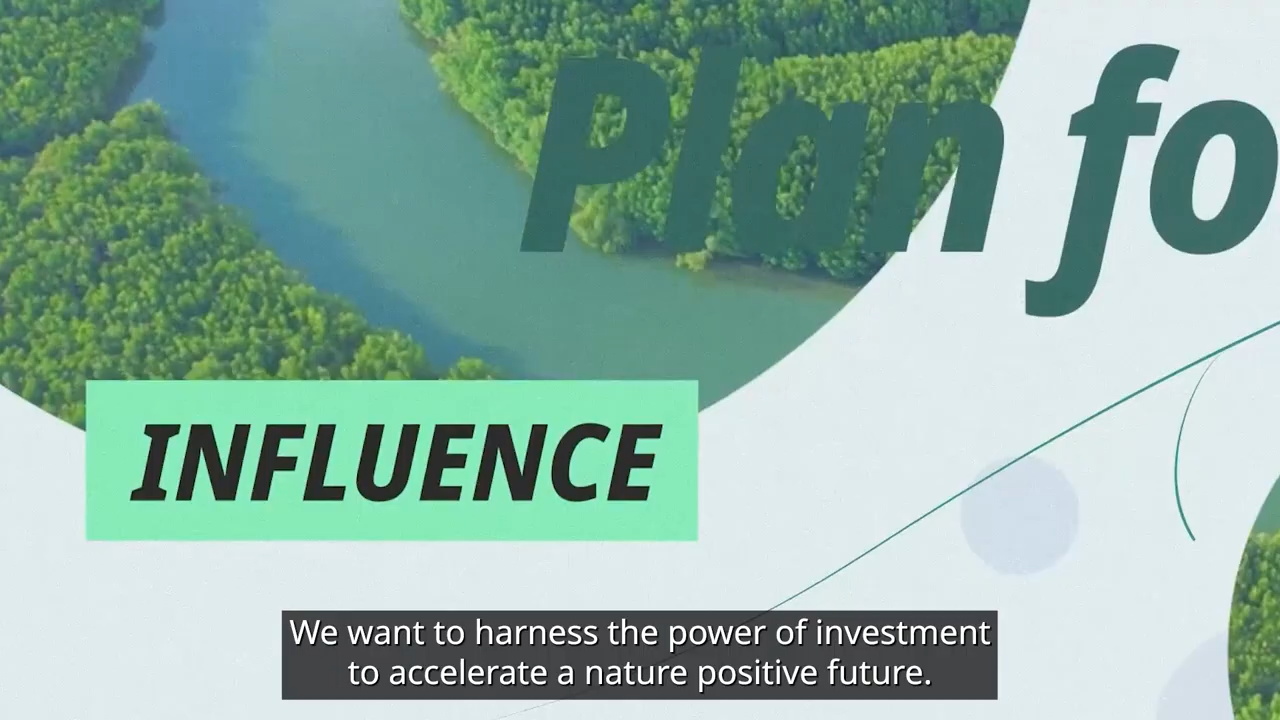 Plan fo
INFLUENCE
We want to harness the power of investment
to accelerate a nature positive future.